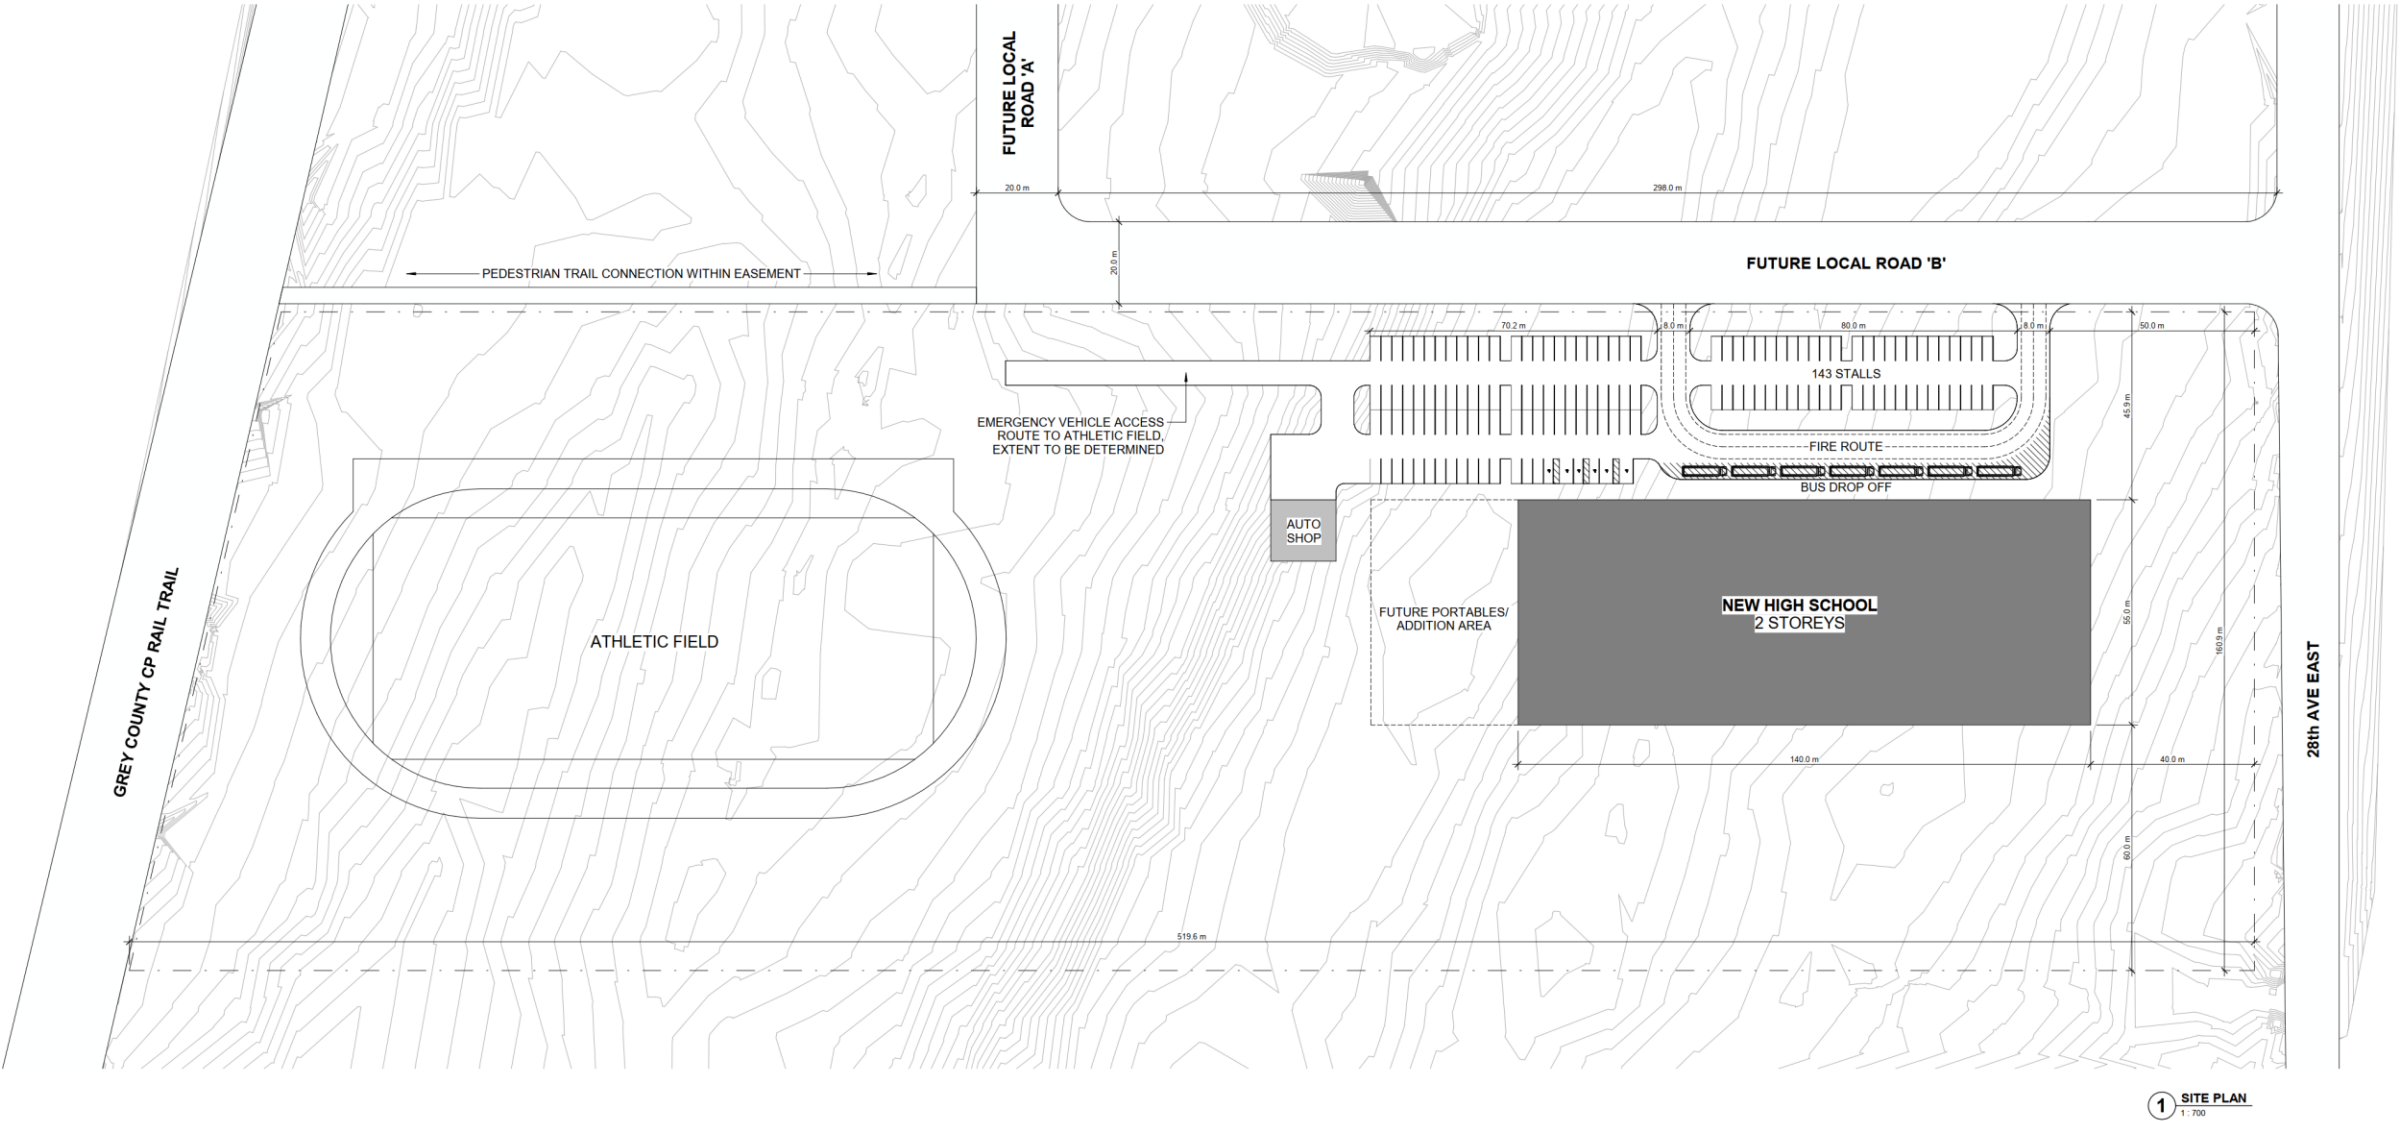 FUTURE LOCAL
ROAD 'A'
20.0 m
298.0 m
20.0 m
FUTURE LOCAL ROAD 'B'
PEDESTRIAN TRAIL CONNECTION WITHIN EASEMENT
70.2 m
8.0 m
80.0 m
8.0 m
50.0 m
143 STALLS
45.9 m
EMERGENCY VEHICLE ACCESS
ROUTE TO ATHLETIC FIELD,
EXTENT TO BE DETERMINED
FIRE ROUTE
BUS DROP OFF
AUTO
SHOP
FUTURE PORTABLES/
ADDITION AREA
NEW HIGH SCHOOL
2 STOREYS
55.0 m
160.9 m
ATHLETIC FIELD
GREY COUNTY CP RAIL TRAIL
28th AVE EAST
140.0 m
40.0 m
60.0 m
519.6 m
1
SITE PLAN
1 : 700